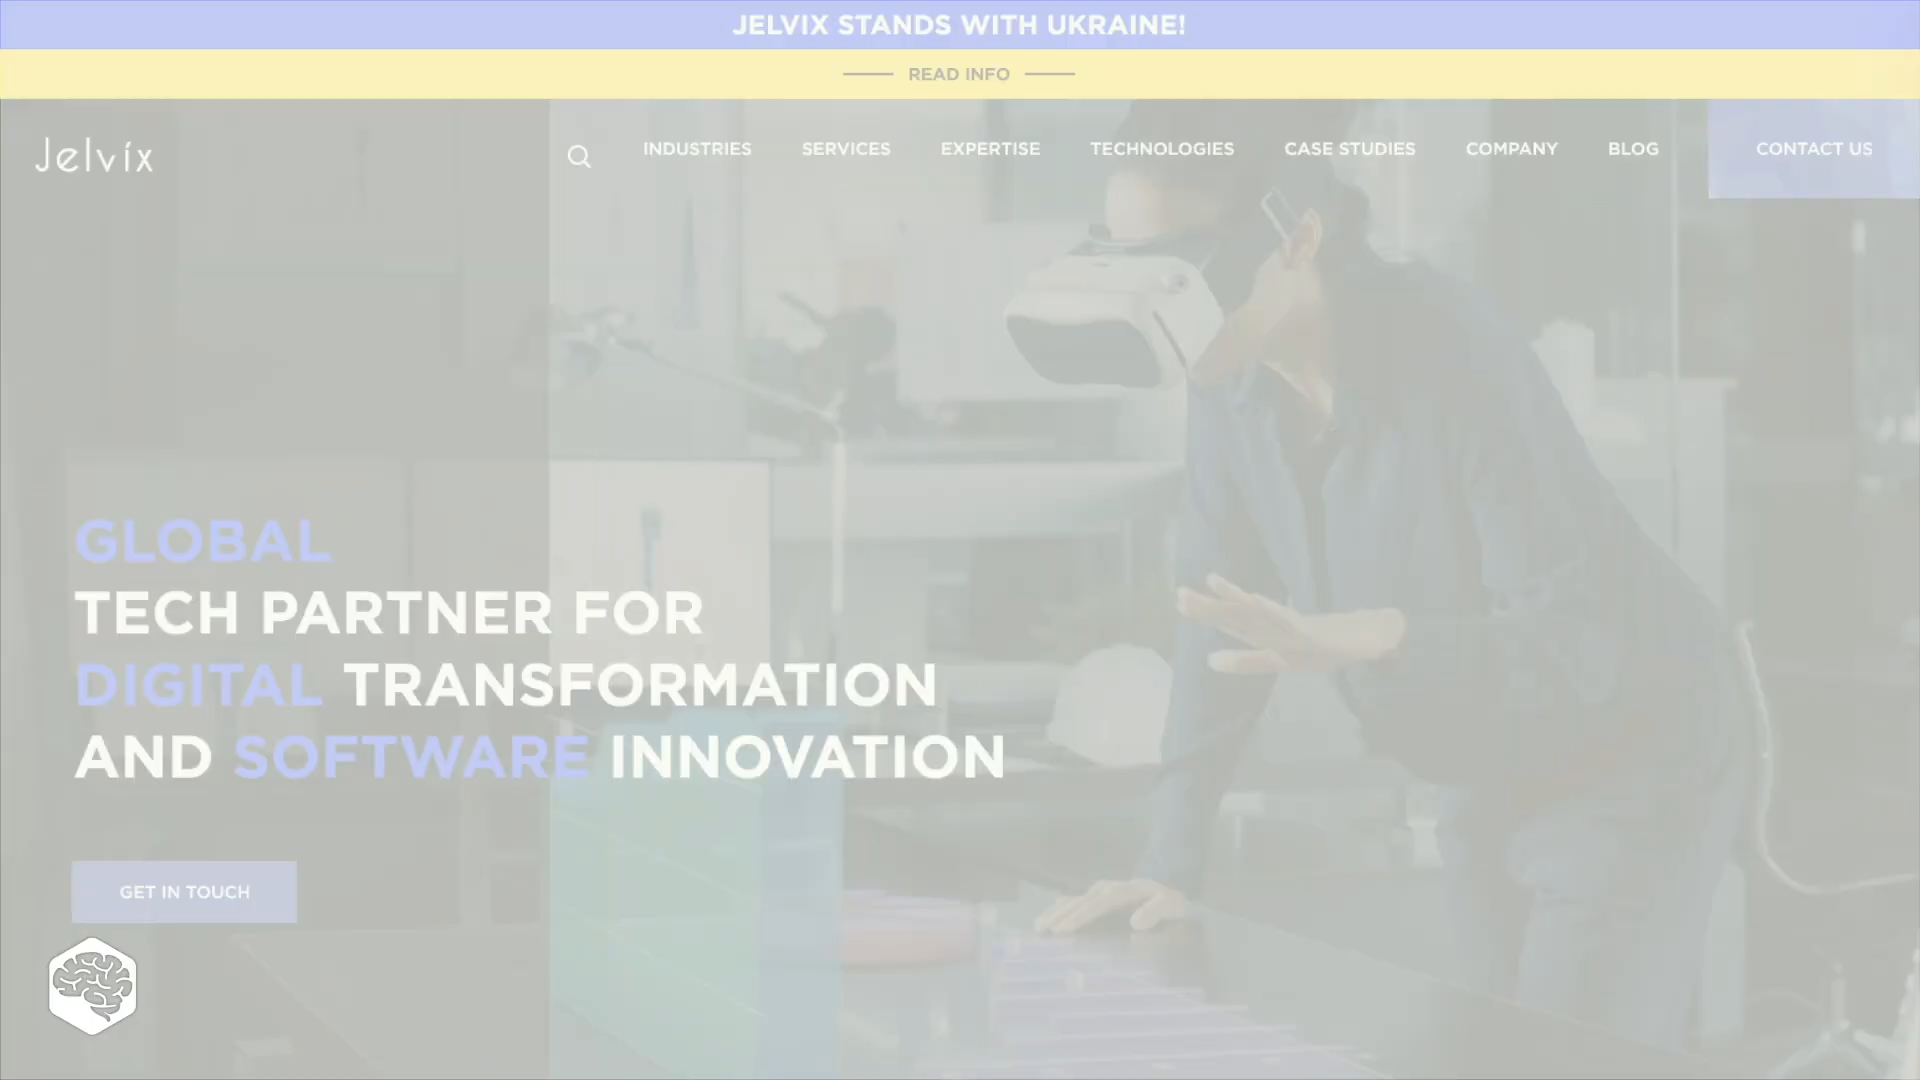 JELVIX STANDS WITH UKRAINE!
READ INFO
Jelvix
INDUSTRIES SERVICES EXPERTISE TECHNOLOGIES CASE STUDIES COMPANY BLOG CONTACT US
GLOBAL
TECH PARTNER FOR
DIGITAL TRANSFORMATION
AND SOFTWARE INNOVATION
GET IN TOUCH